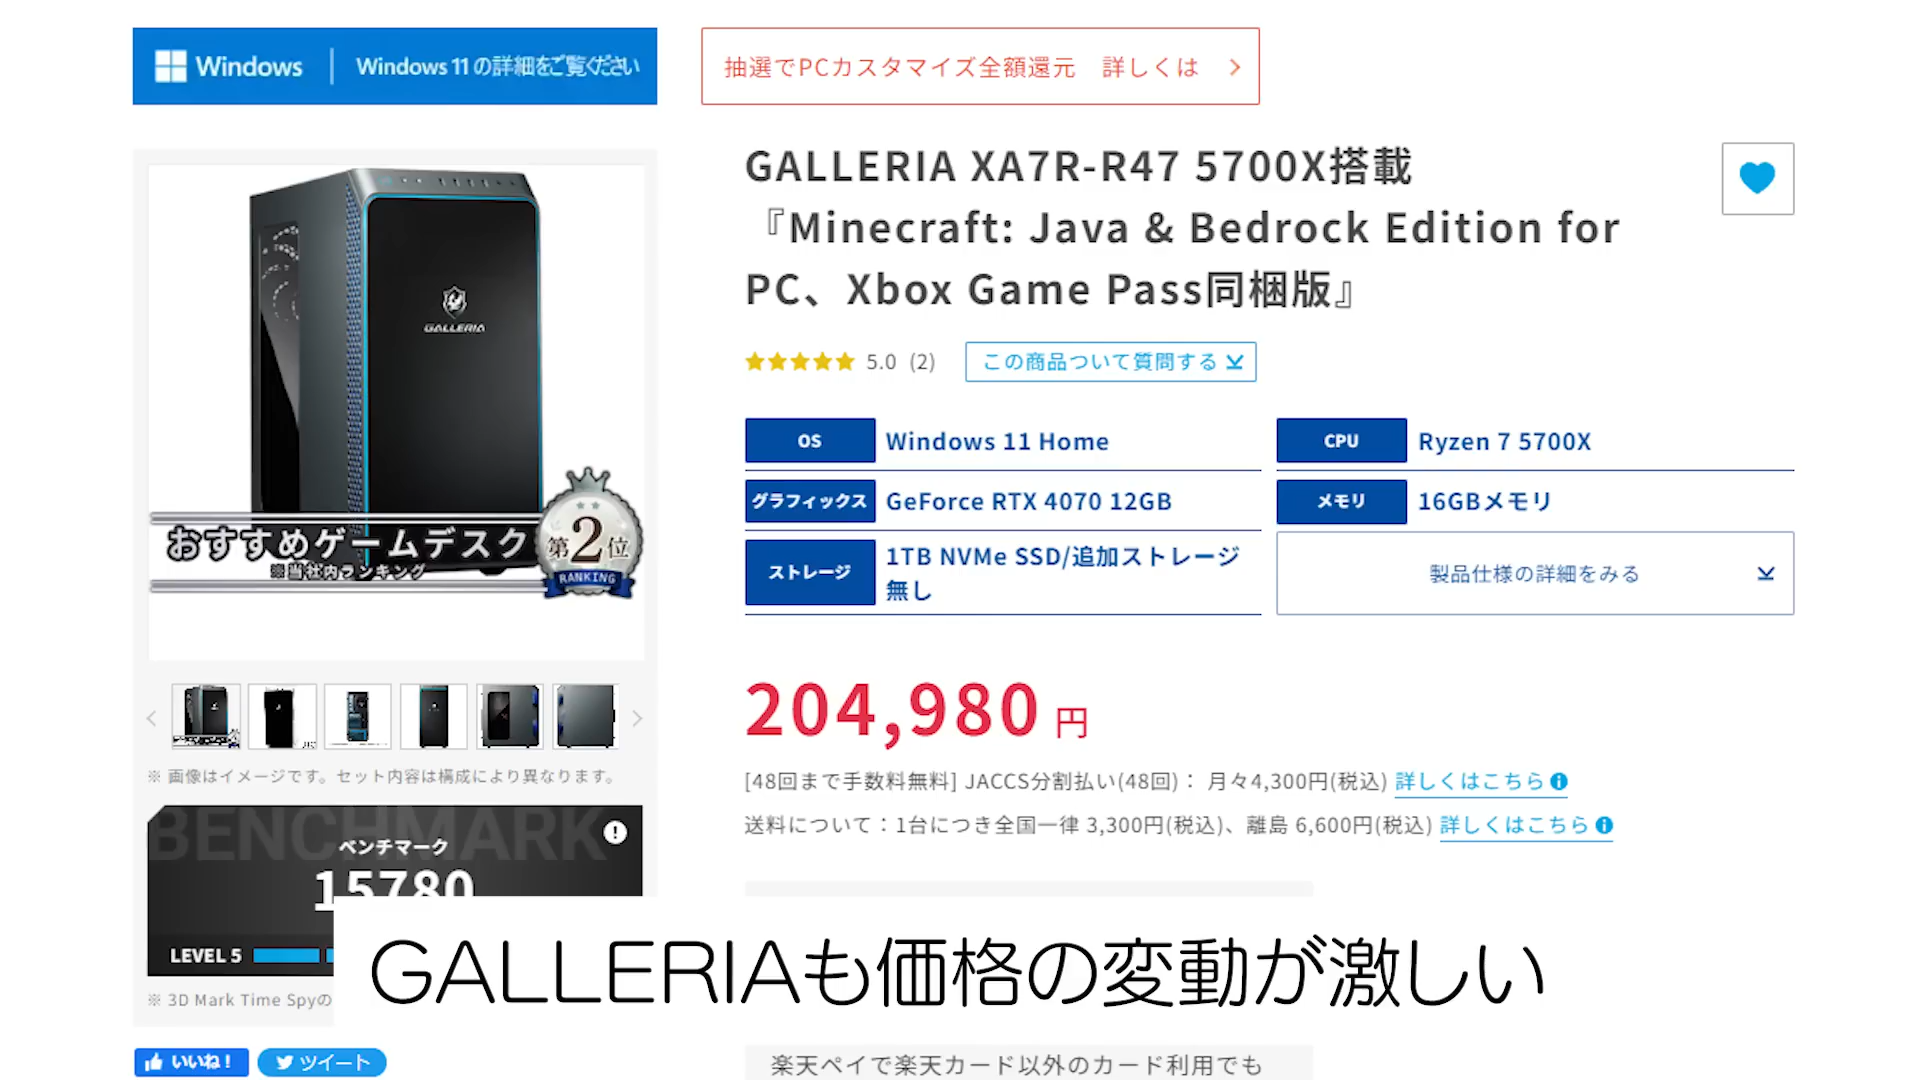 Windows
Windows 11 の詳細をご覧ください
抽選でPCカスタマイズ全額還元 詳しくは
GALLERIA
おすすめゲームデスク
※当社内ランキング
第2位
RANKING
※ 画像はイメージです。セット内容は構成により異なります。
BENCHMARK
ベンチマーク
15780
LEVEL 5
※ 3D Mark Time Spyの
いいね!
ツイート
GALLERIA XA7R-R47 5700X搭載
『Minecraft: Java & Bedrock Edition for
PC、Xbox Game Pass同梱版』
5.0 (2)
この商品ついて質問する
OS Windows 11 Home
CPU Ryzen 7 5700X
グラフィックス GeForce RTX 4070 12GB
メモリ 16GBメモリ
ストレージ 1TB NVMe SSD/追加ストレージ
無し
製品仕様の詳細をみる
204,980 円
[48回まで手数料無料] JACCS分割払い(48回)： 月々4,300円(税込) 詳しくはこちら
送料について：1台につき全国一律 3,300円(税込)、離島 6,600円(税込) 詳しくはこちら
GALLERIAも価格の変動が激しい
楽天ペイで楽天カード以外のカード利用でも